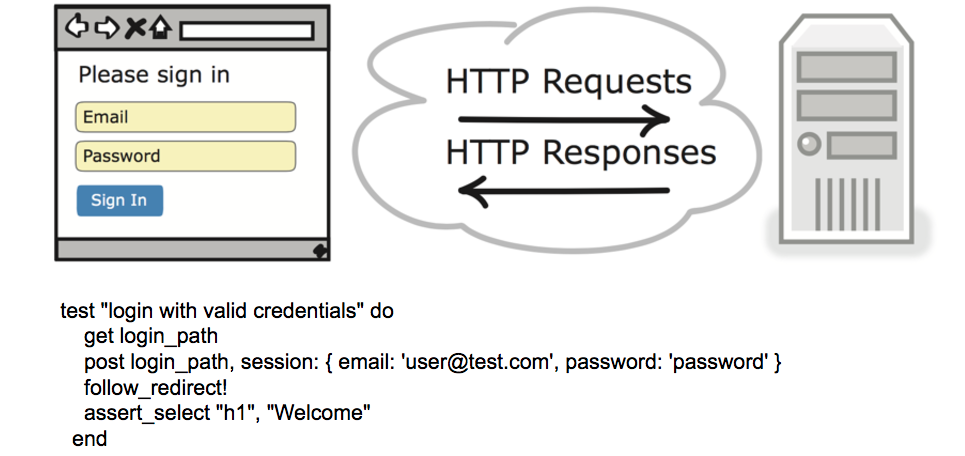 Please sign in
Email
Password
Sign In
HTTP Requests
HTTP Responses
test "login with valid credentials" do
get login_path
post login_path, session: { email: 'user@test.com', password: 'password' }
follow_redirect!
assert_select "h1", "Welcome"
end